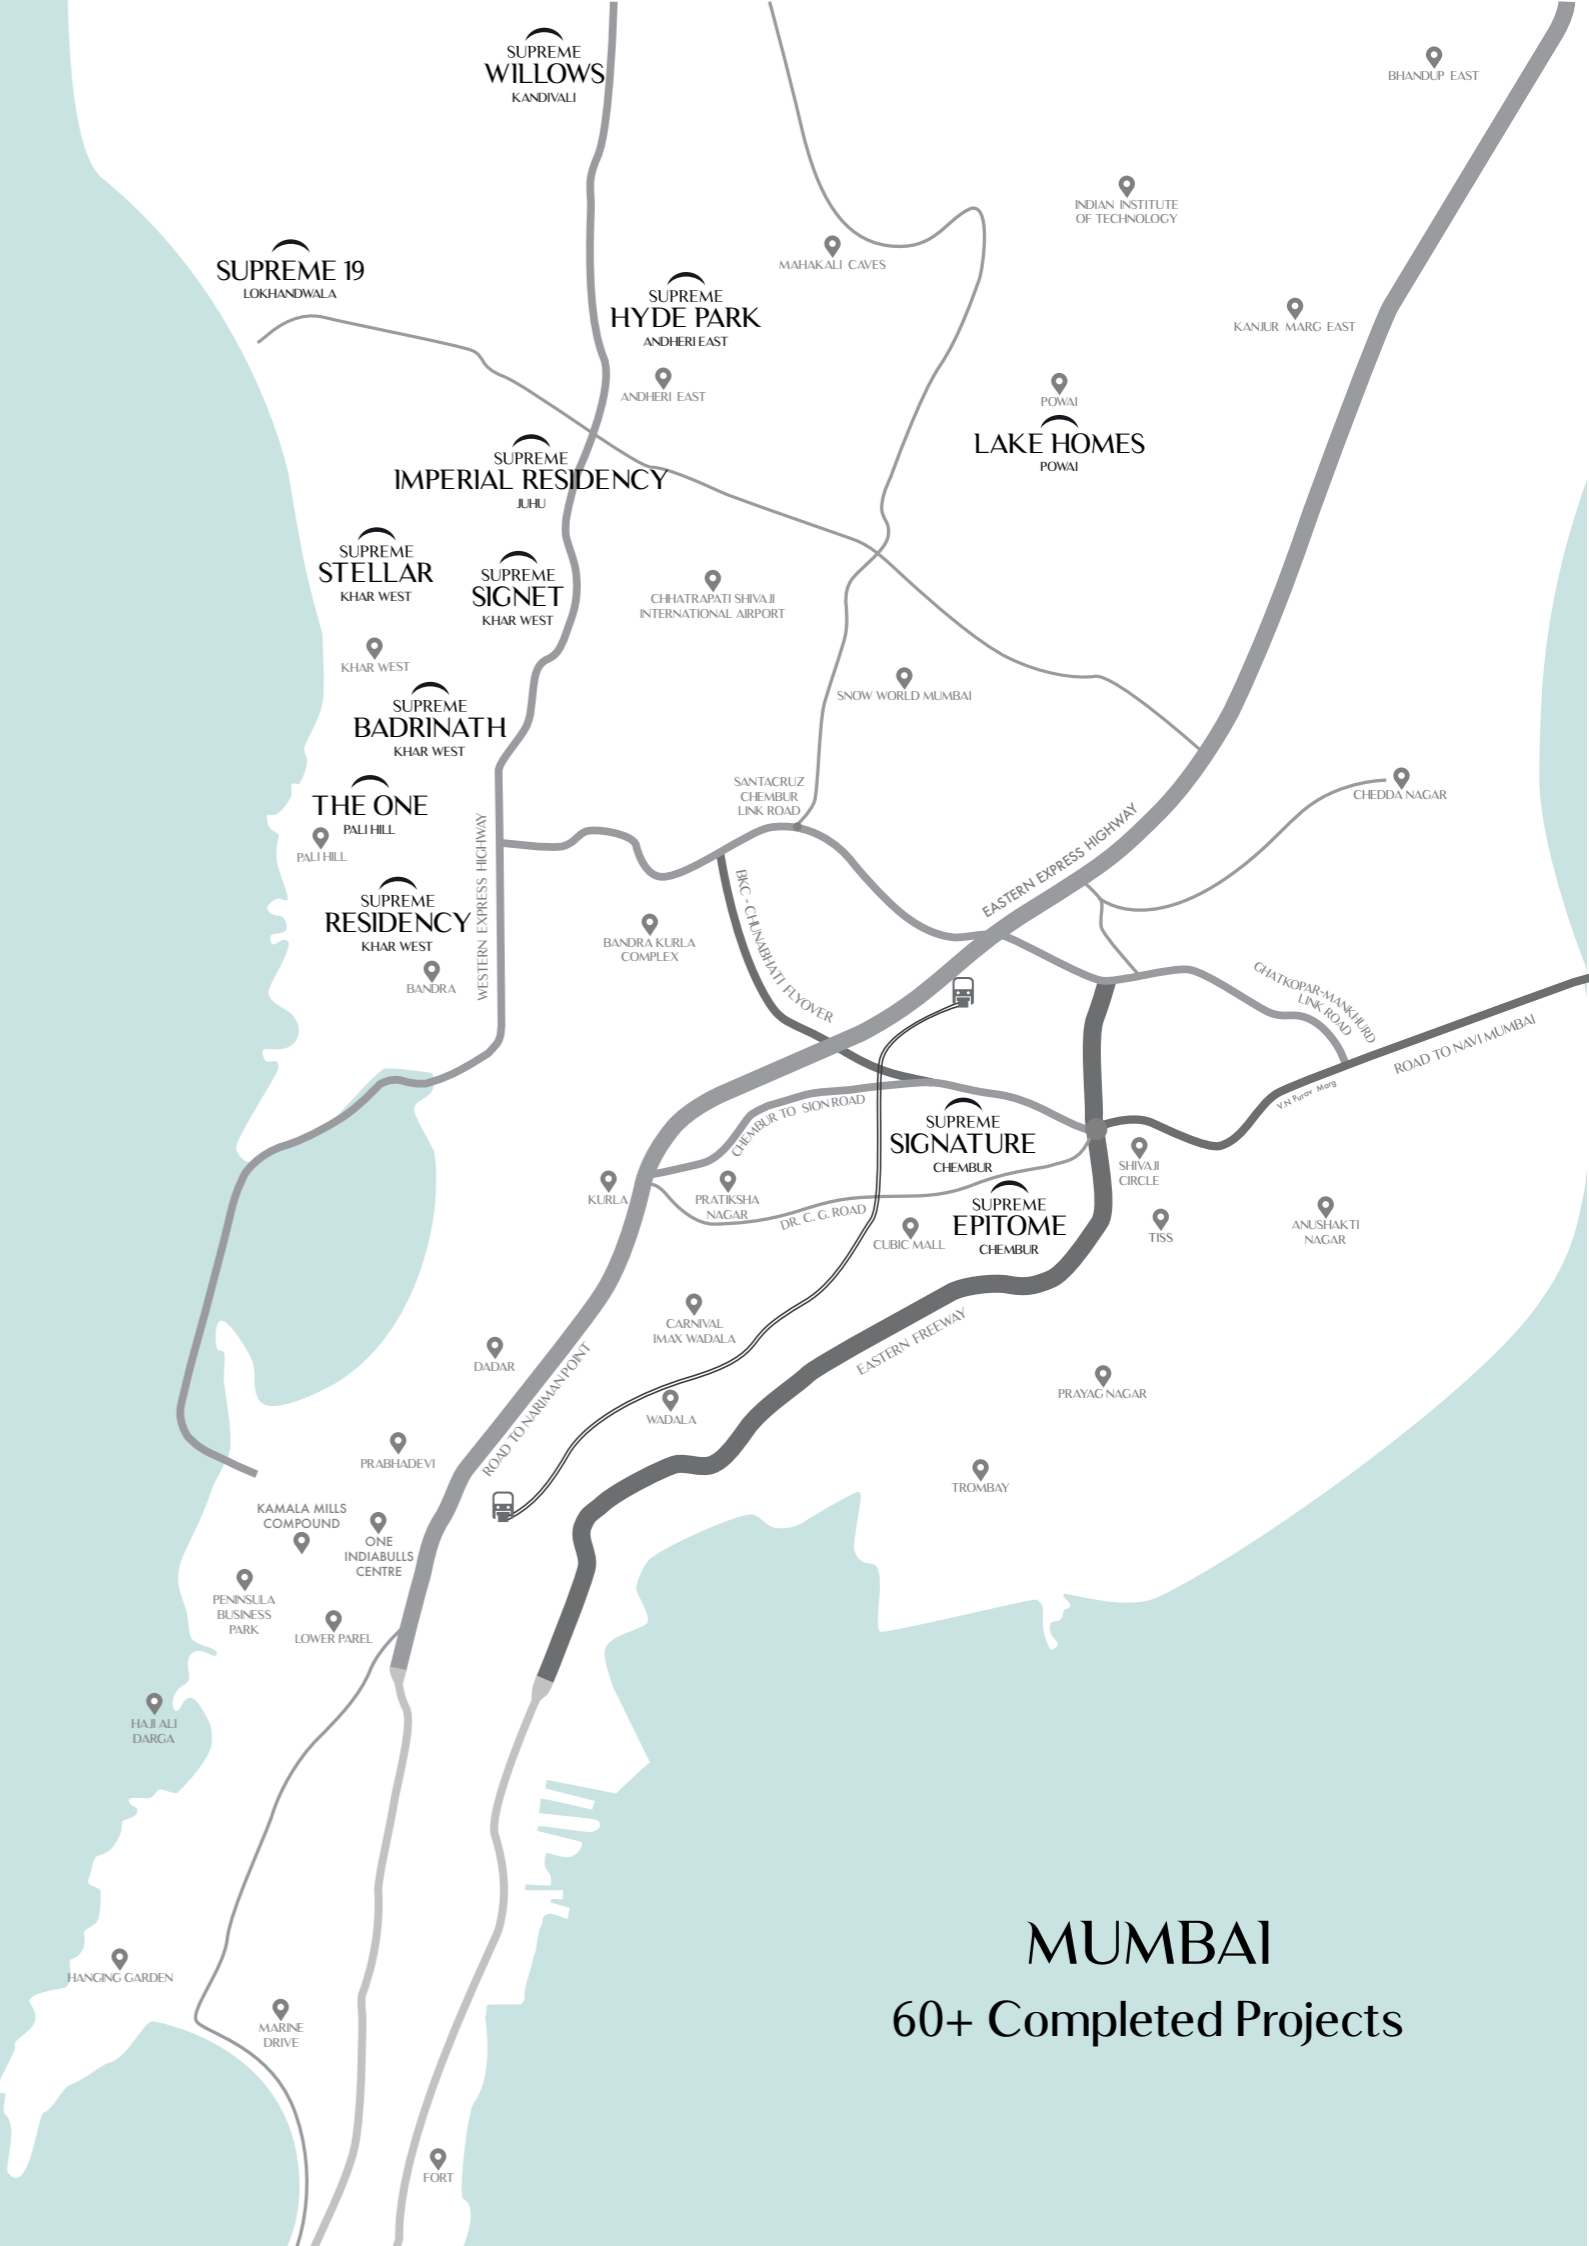 SUPREME
WILLOWS
KANDIVALI
BHANDUP EAST
INDIAN INSTITUTE
OF TECHNOLOGY
MAHAKALI CAVES
SUPREME 19
LOKHANDWALA
SUPREME
HYDE PARK
ANDHERI EAST
KANJUR MARG EAST
ANDHERI EAST
POWAI
LAKE HOMES
POWAI
SUPREME
IMPERIAL RESIDENCY
JUHU
SUPREME
STELLAR
KHAR WEST
SUPREME
SIGNET
KHAR WEST
CHHATRAPATI SHIVAJI
INTERNATIONAL AIRPORT
KHAR WEST
SNOW WORLD MUMBAI
SUPREME
BADRINATH
KHAR WEST
SANTACRUZ
CHEMBUR
LINK ROAD
CHEDDA NAGAR
THE ONE
PALI HILL
PALI HILL
WESTERN EXPRESS HIGHWAY
EASTERN EXPRESS HIGHWAY
BKC - CHUNABHATI FLYOVER
SUPREME
RESIDENCY
KHAR WEST
BANDRA
BANDRA KURLA
COMPLEX
GHATKOPAR-MANKHURD
LINK ROAD
ROAD TO NAVI MUMBAI
V.N Purav Marg
CHEMBUR TO SION ROAD
SUPREME
SIGNATURE
CHEMBUR
SHIVAJI
CIRCLE
KURLA
PRATIKSHA
NAGAR
DR. C. G. ROAD
SUPREME
EPITOME
CHEMBUR
CUBIC MALL
TISS
ANUSHAKTI
NAGAR
CARNIVAL
IMAX WADALA
EASTERN FREEWAY
DADAR
ROAD TO NARIMAN POINT
WADALA
PRAYAG NAGAR
PRABHADEVI
TROMBAY
KAMALA MILLS
COMPOUND
ONE
INDIABULLS
CENTRE
PENINSULA
BUSINESS
PARK
LOWER PAREL
HAJI ALI
DARGA
MUMBAI
60+ Completed Projects
HANGING GARDEN
MARINE
DRIVE
FORT